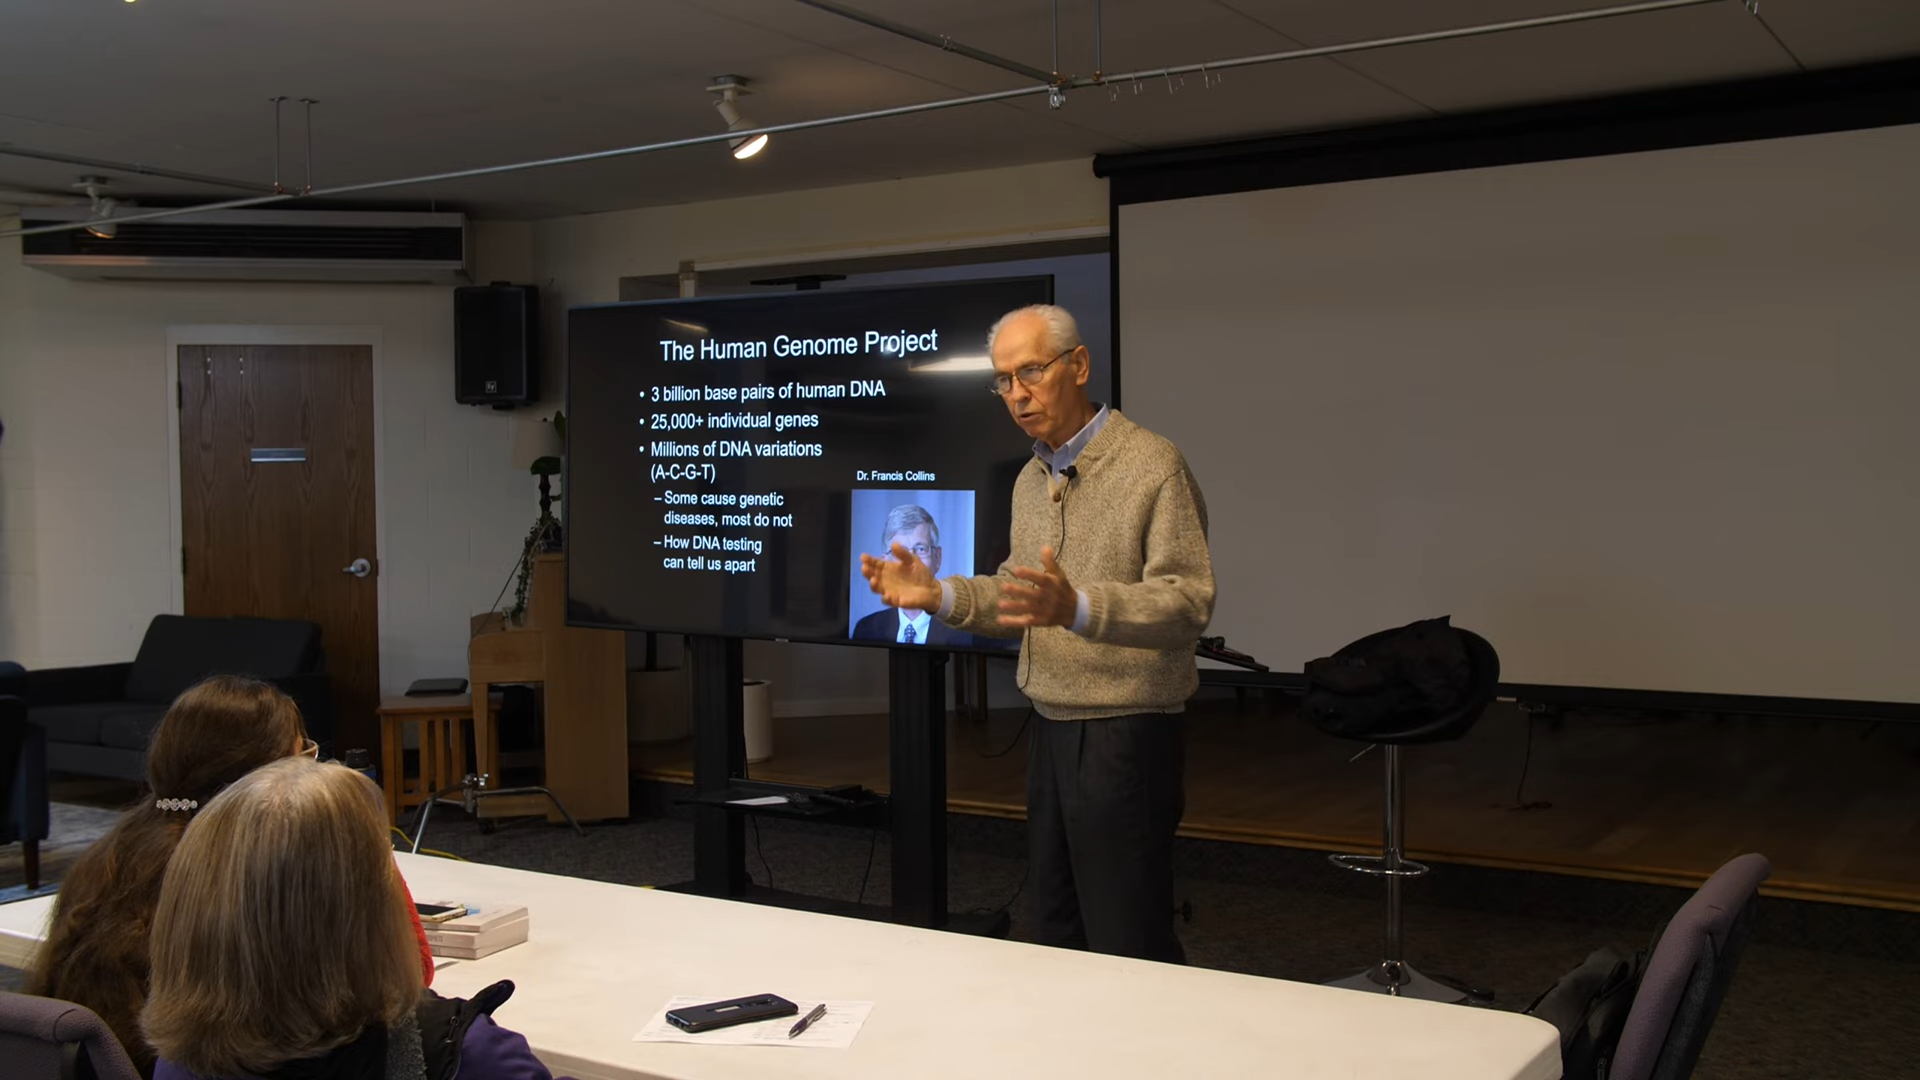 The Human Genome Project
• 3 billion base pairs of human DNA
• 25,000+ individual genes
• Millions of DNA variations
(A-C-G-T)
– Some cause genetic
diseases, most do not
– How DNA testing
can tell us apart
Dr. Francis Collins